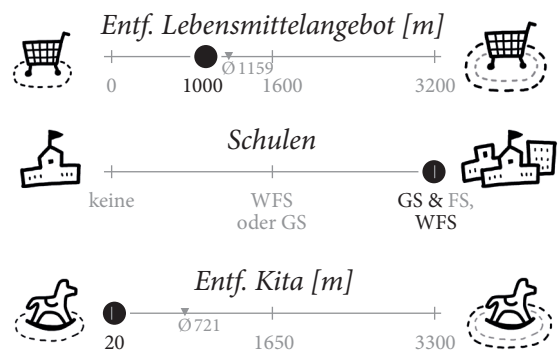 Entf. Lebensmittelangebot [m]
Ø 1159
0 1000 1600 3200
Schulen
keine WFS GS & FS,
oder GS WFS
Entf. Kita [m]
Ø 721
20 1650 3300